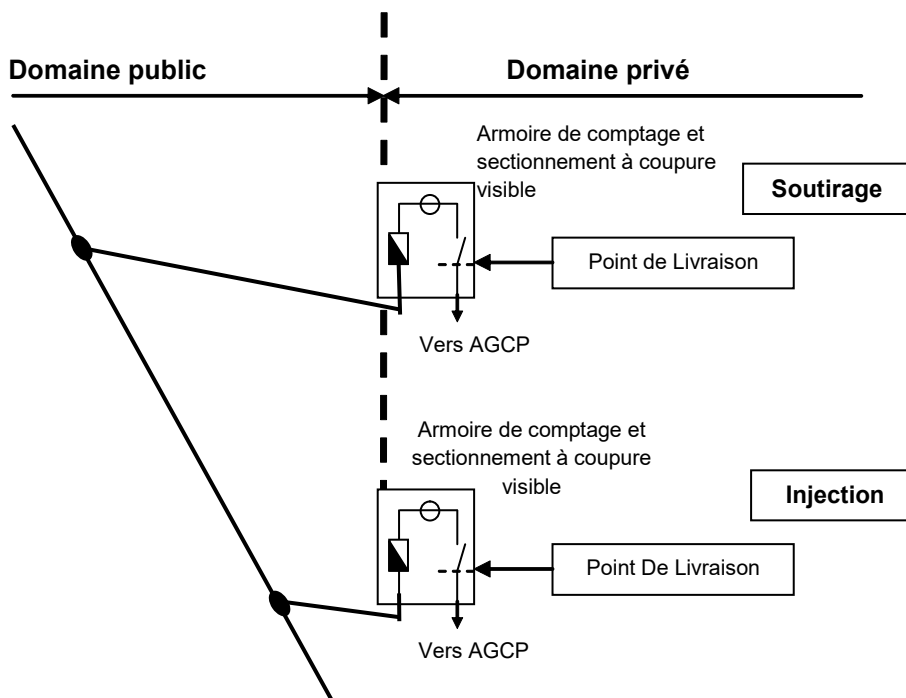 Domaine public
Domaine privé
Armoire de comptage et
sectionnement à coupure
visible
Soutirage
Point de Livraison
Vers AGCP
Armoire de comptage et
sectionnement à coupure
visible
Injection
Point De Livraison
Vers AGCP